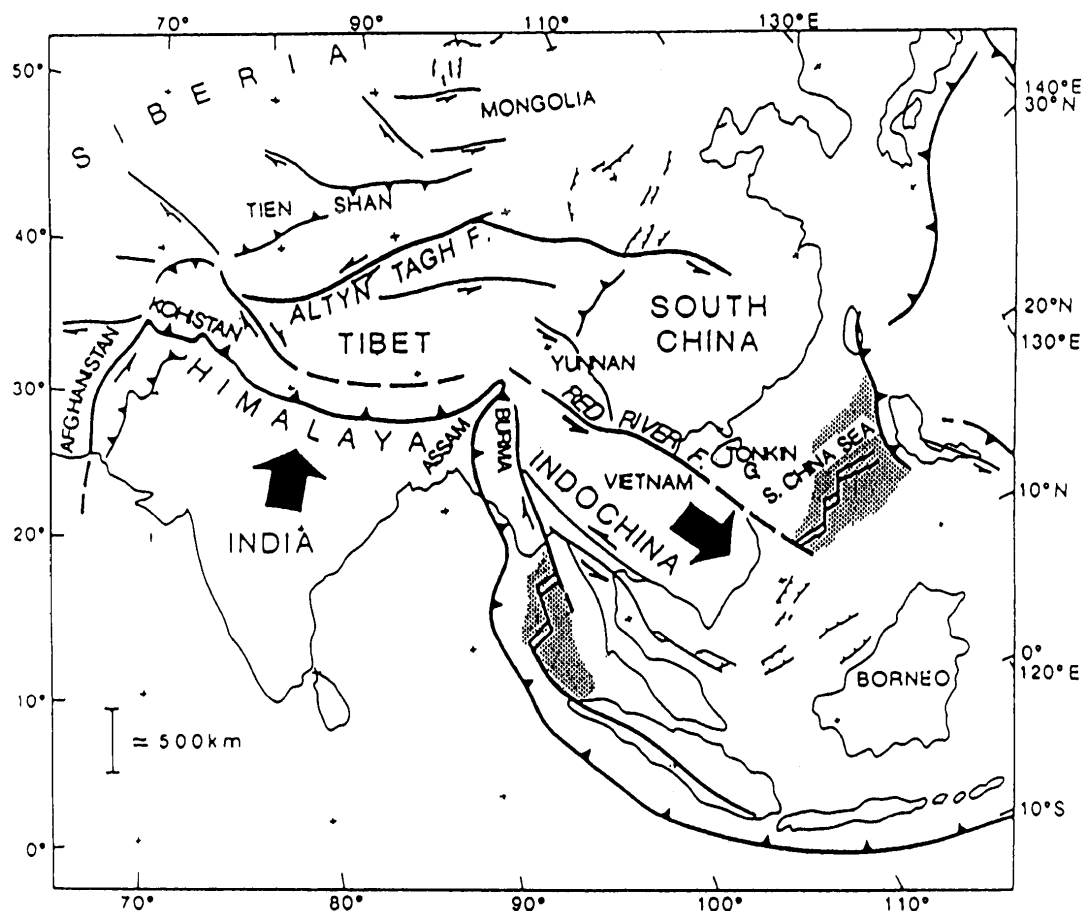 70° 90° 110° 130°E
50°
SIBERIA
MONGOLIA
140°E
30°N
TIEN SHAN
40°
ALTYN TAGH F.
KOHISTAN
TIBET
SOUTH
CHINA
20°N
130°E
YUNNAN
AFGHANISTAN
30°
HIMALAYA
ASSAM
BURMA
RED RIVER F.
TONKIN
G.
S. CHINA SEA
INDOCHINA
VIETNAM
10°N
20°
INDIA
0°
120°E
BORNEO
10°
≈ 500km
10°S
0°
70° 80° 90° 100° 110°